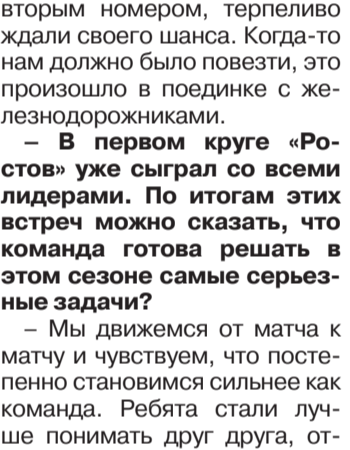 вторым номером, терпеливо
ждали своего шанса. Когда-то
нам должно было повезти, это
произошло в поединке с же-
лезнодорожниками.
– В первом круге «Ро-
стов» уже сыграл со всеми
лидерами. По итогам этих
встреч можно сказать, что
команда готова решать в
этом сезоне самые серьез-
ные задачи?
– Мы движемся от матча к
матчу и чувствуем, что посте-
пенно становимся сильнее как
команда. Ребята стали луч-
ше понимать друг друга, от-